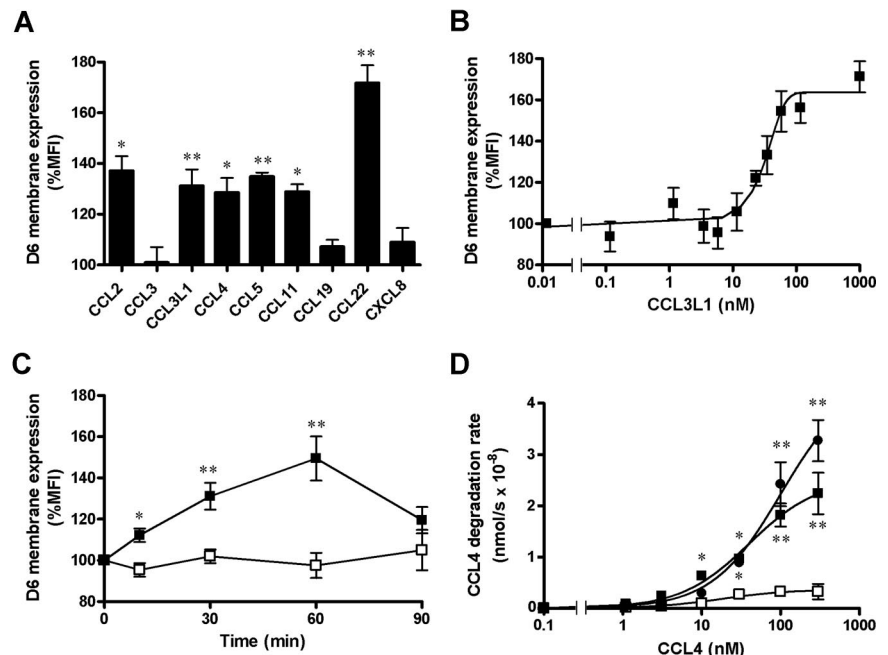 A
D6 membrane expression
(%MFI)
180
160
140
120
100
*
**
*
**
*
**
CCL2
CCL3
CCL3L1
CCL4
CCL5
CCL11
CCL19
CCL22
CXCL8
B
D6 membrane expression
(%MFI)
180
160
140
120
100
80
0.01 0.1 1 10 100 1000
CCL3L1 (nM)
C
D6 membrane expression
(%MFI)
180
160
140
120
100
80
*
**
**
0 30 60 90
Time (min)
D
CCL4 degradation rate
(nmol/s x 10⁻⁸)
4
3
2
1
0
**
**
*
*
**
**
*
0.1 1 10 100 1000
CCL4 (nM)